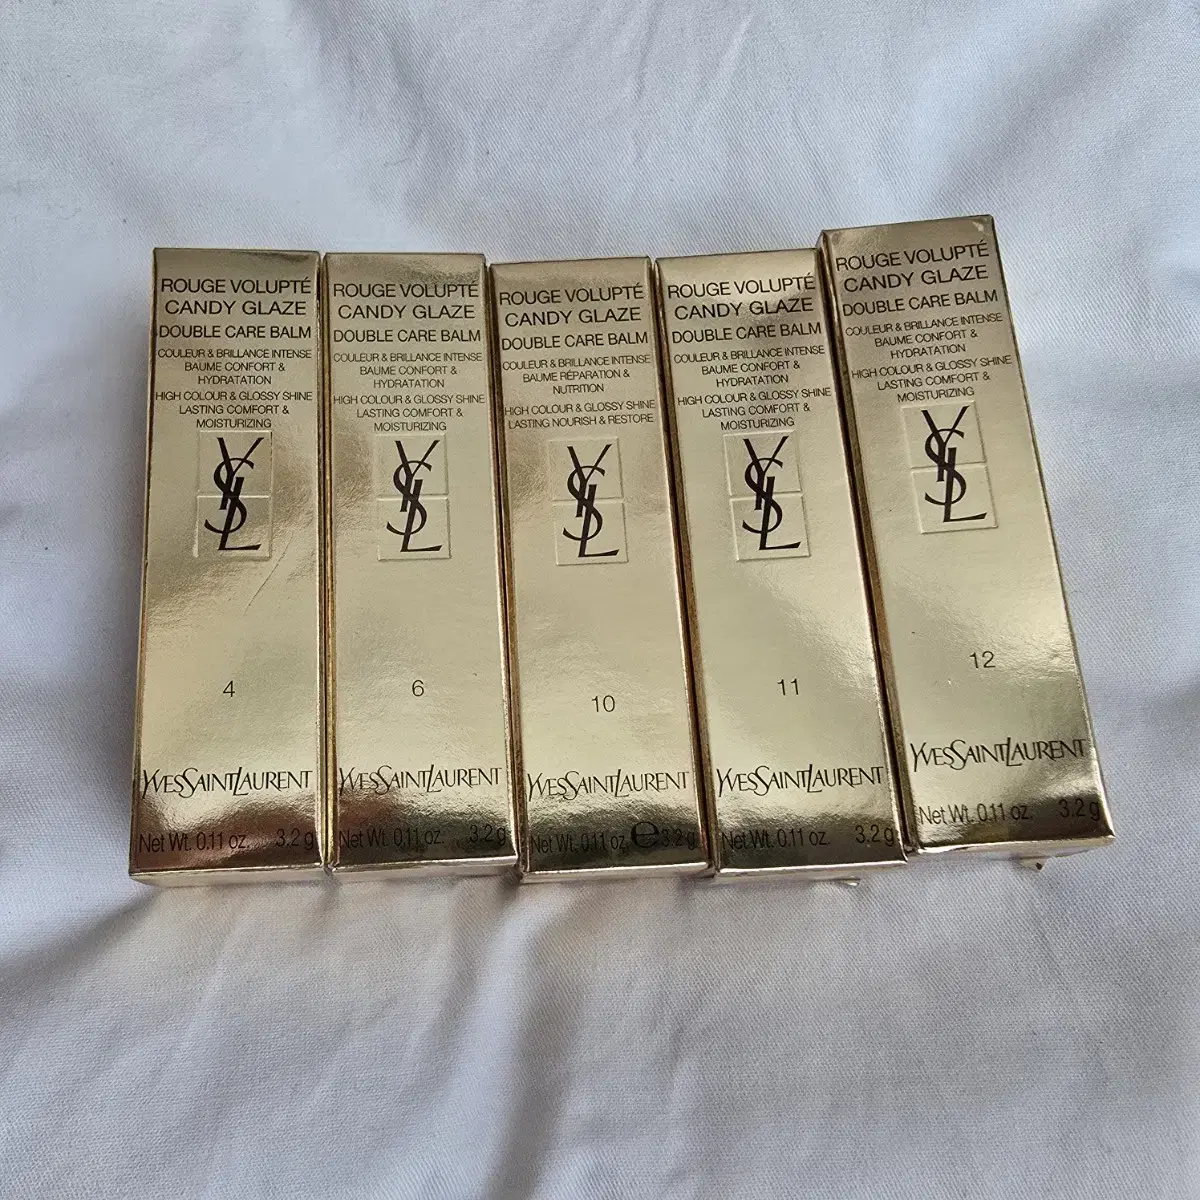 ROUGE VOLUPTÉ
CANDY GLAZE
DOUBLE CARE BALM
COULEUR & BRILLANCE INTENSE
BAUME CONFORT &
HYDRATATION
HIGH COLOUR & GLOSSY SHINE
LASTING COMFORT &
MOISTURIZING
YSL
4
YVESSAINTLAURENT
Net Wt. 0.11 oz. 3.2 g
ROUGE VOLUPTÉ
CANDY GLAZE
DOUBLE CARE BALM
COULEUR & BRILLANCE INTENSE
BAUME CONFORT &
HYDRATATION
HIGH COLOUR & GLOSSY SHINE
LASTING COMFORT &
MOISTURIZING
YSL
6
YVESSAINTLAURENT
Net Wt. 0.11 oz. 3.2 g
ROUGE VOLUPTÉ
CANDY GLAZE
DOUBLE CARE BALM
COULEUR & BRILLANCE INTENSE
BAUME RÉPARATION &
NUTRITION
HIGH COLOUR & GLOSSY SHINE
LASTING NOURISH & RESTORE
YSL
10
YVESSAINTLAURENT
Net Wt. 0.11 oz. ℮ 3.2 g
ROUGE VOLUPTÉ
CANDY GLAZE
DOUBLE CARE BALM
COULEUR & BRILLANCE INTENSE
BAUME CONFORT &
HYDRATATION
HIGH COLOUR & GLOSSY SHINE
LASTING COMFORT &
MOISTURIZING
YSL
11
YVESSAINTLAURENT
Net Wt. 0.11 oz. 3.2 g
ROUGE VOLUPTÉ
CANDY GLAZE
DOUBLE CARE BALM
COULEUR & BRILLANCE INTENSE
BAUME CONFORT &
HYDRATATION
HIGH COLOUR & GLOSSY SHINE
LASTING COMFORT &
MOISTURIZING
YSL
12
YVESSAINTLAURENT
Net Wt. 0.11 oz. 3.2 g